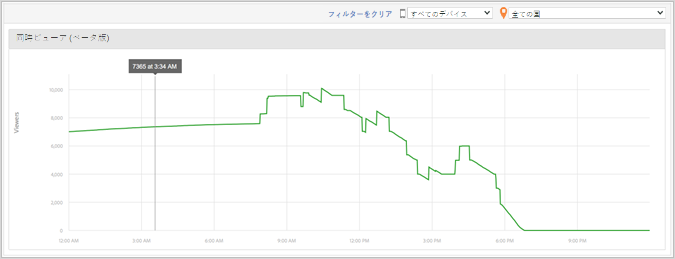 フィルターをクリア すべてのデバイス 全ての国
同時ビューア (ベータ版)
7365 at 3:34 AM
Viewers
10,000
8,000
6,000
4,000
2,000
0
12:00 AM 3:00 AM 6:00 AM 9:00 AM 12:00 PM 3:00 PM 6:00 PM 9:00 PM